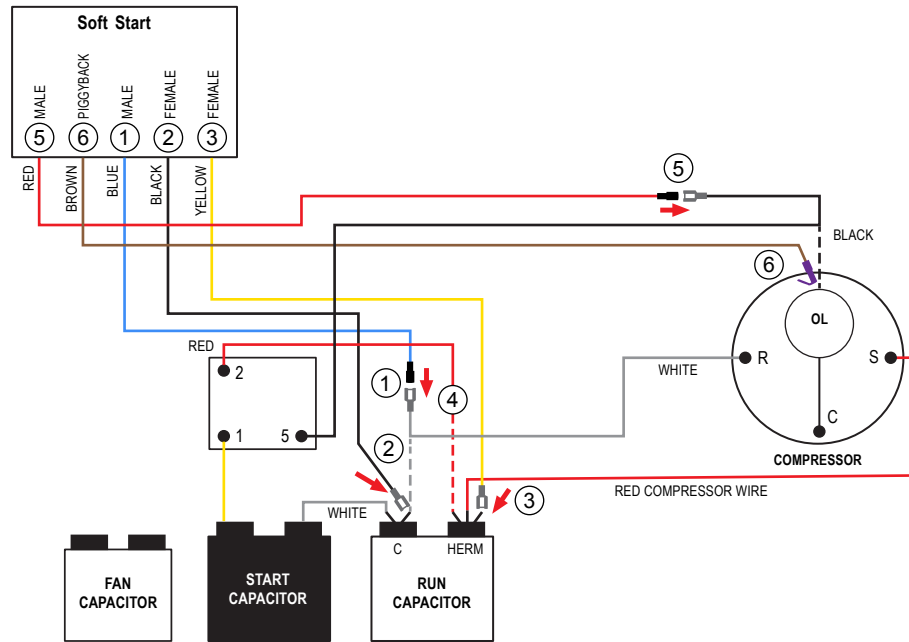 Soft Start
MALE
PIGGYBACK
MALE
FEMALE
FEMALE
5
6
1
2
3
RED
BROWN
BLUE
BLACK
YELLOW
5
BLACK
6
OL
RED
2
1
4
WHITE
R
S
1
5
2
C
COMPRESSOR
RED COMPRESSOR WIRE
3
WHITE
C
HERM
FAN
CAPACITOR
START
CAPACITOR
RUN
CAPACITOR